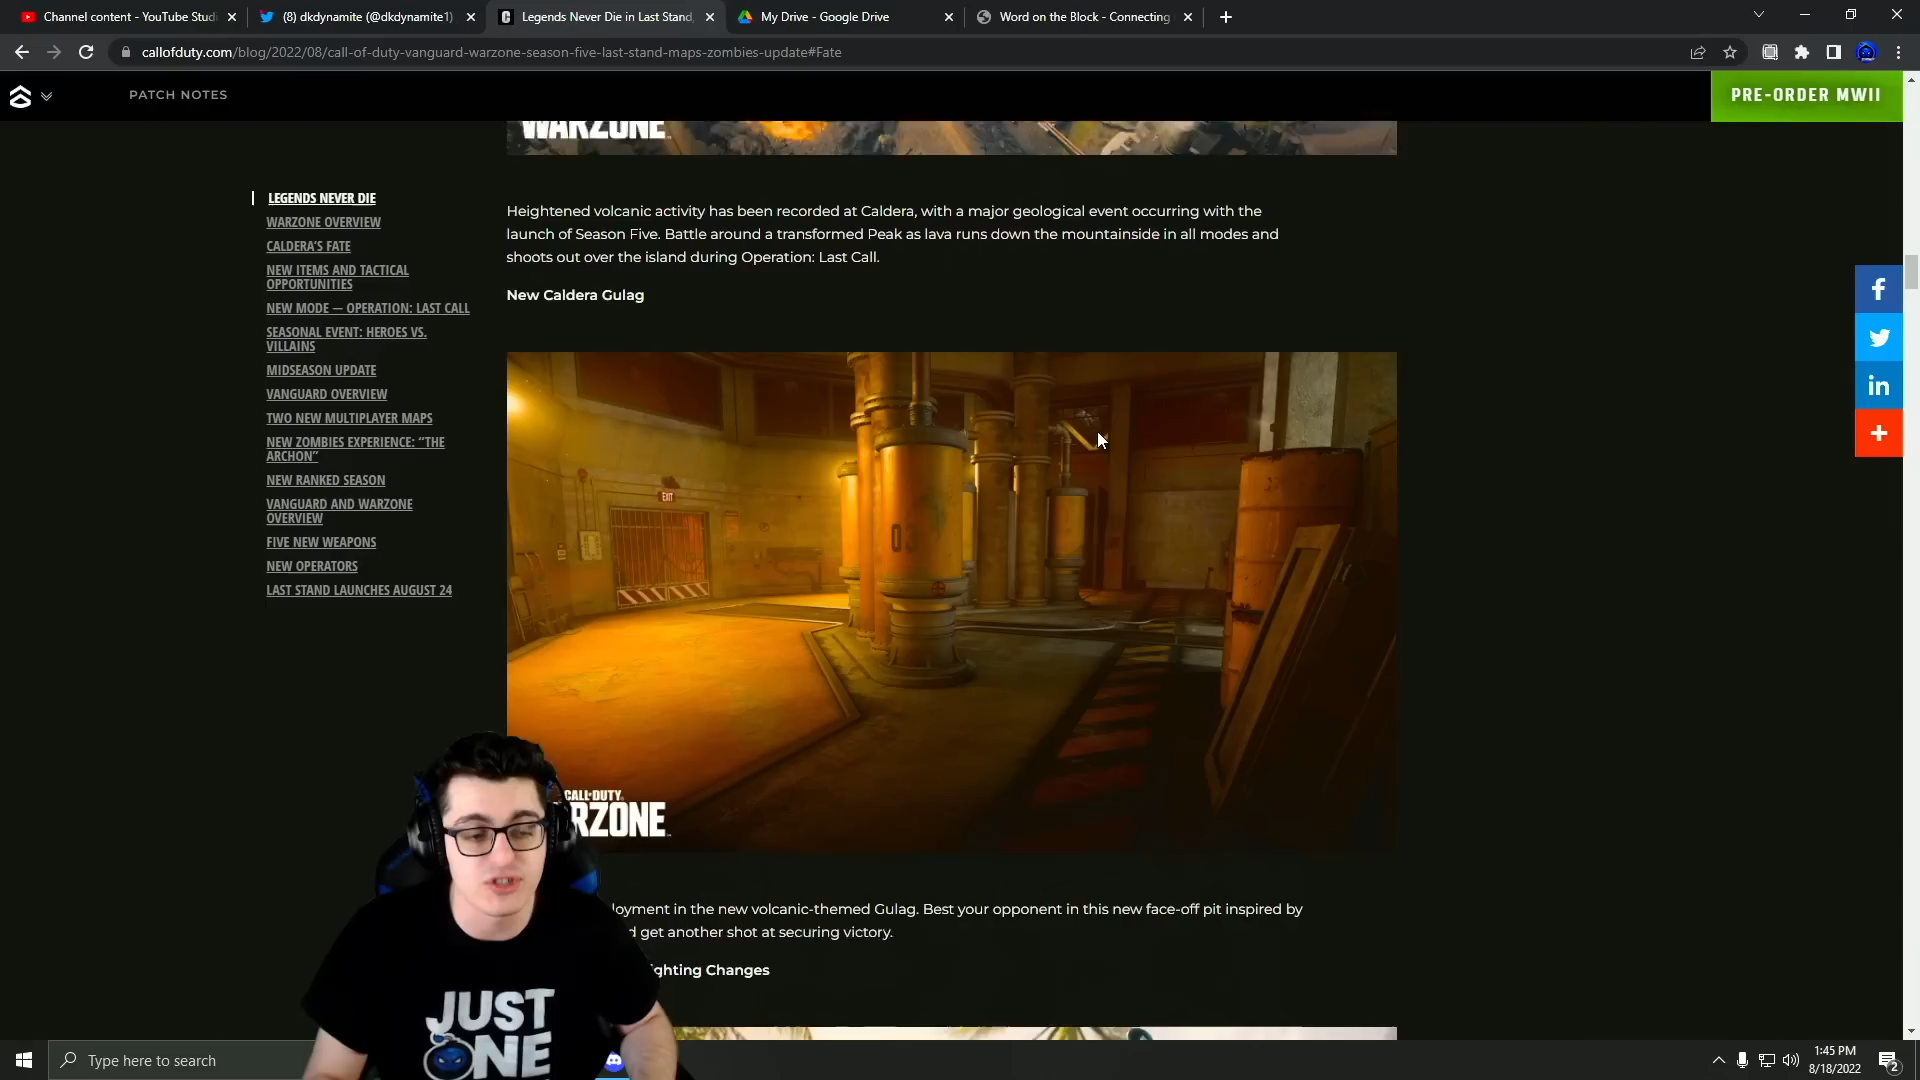 Channel content - YouTube Studi
(8) dkdynamite (@dkdynamite1)
Legends Never Die in Last Stand,
My Drive - Google Drive
Word on the Block - Connecting
callofduty.com/blog/2022/08/call-of-duty-vanguard-warzone-season-five-last-stand-maps-zombies-update#Fate
PATCH NOTES
PRE-ORDER MWII
WARZONE
LEGENDS NEVER DIE
WARZONE OVERVIEW
CALDERA'S FATE
NEW ITEMS AND TACTICAL
OPPORTUNITIES
NEW MODE — OPERATION: LAST CALL
SEASONAL EVENT: HEROES VS.
VILLAINS
MIDSEASON UPDATE
VANGUARD OVERVIEW
TWO NEW MULTIPLAYER MAPS
NEW ZOMBIES EXPERIENCE: “THE
ARCHON”
NEW RANKED SEASON
VANGUARD AND WARZONE
OVERVIEW
FIVE NEW WEAPONS
NEW OPERATORS
LAST STAND LAUNCHES AUGUST 24
Heightened volcanic activity has been recorded at Caldera, with a major geological event occurring with the
launch of Season Five. Battle around a transformed Peak as lava runs down the mountainside in all modes and
shoots out over the island during Operation: Last Call.
New Caldera Gulag
EXIT
03
CALL·DUTY
RZONE
loyment in the new volcanic-themed Gulag. Best your opponent in this new face-off pit inspired by
d get another shot at securing victory.
ighting Changes
JUST
ONE
Type here to search
1:45 PM
8/18/2022
2